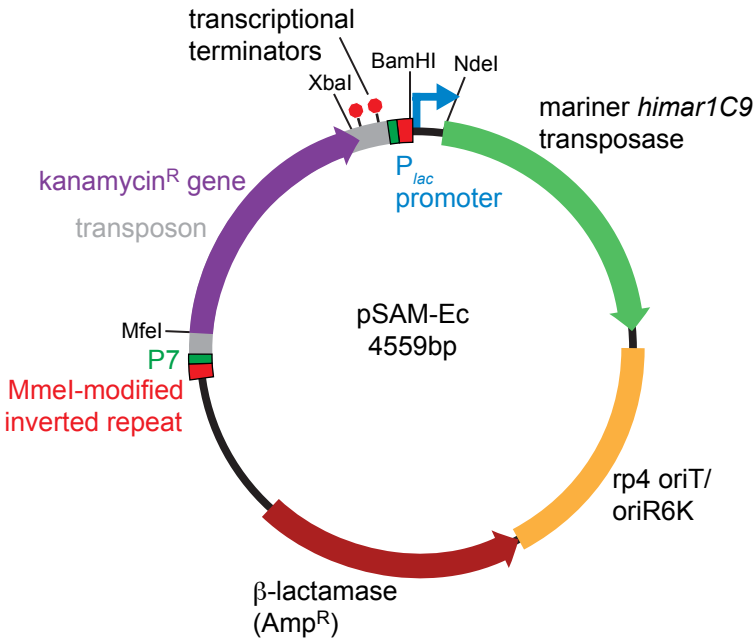 transcriptional
terminators
XbaI
BamHI
NdeI
mariner himar1C9
transposase
kanamycinᴿ gene
transposon
Plac
promoter
MfeI
P7
MmeI-modified
inverted repeat
pSAM-Ec
4559bp
rp4 oriT/
oriR6K
β-lactamase
(Ampᴿ)